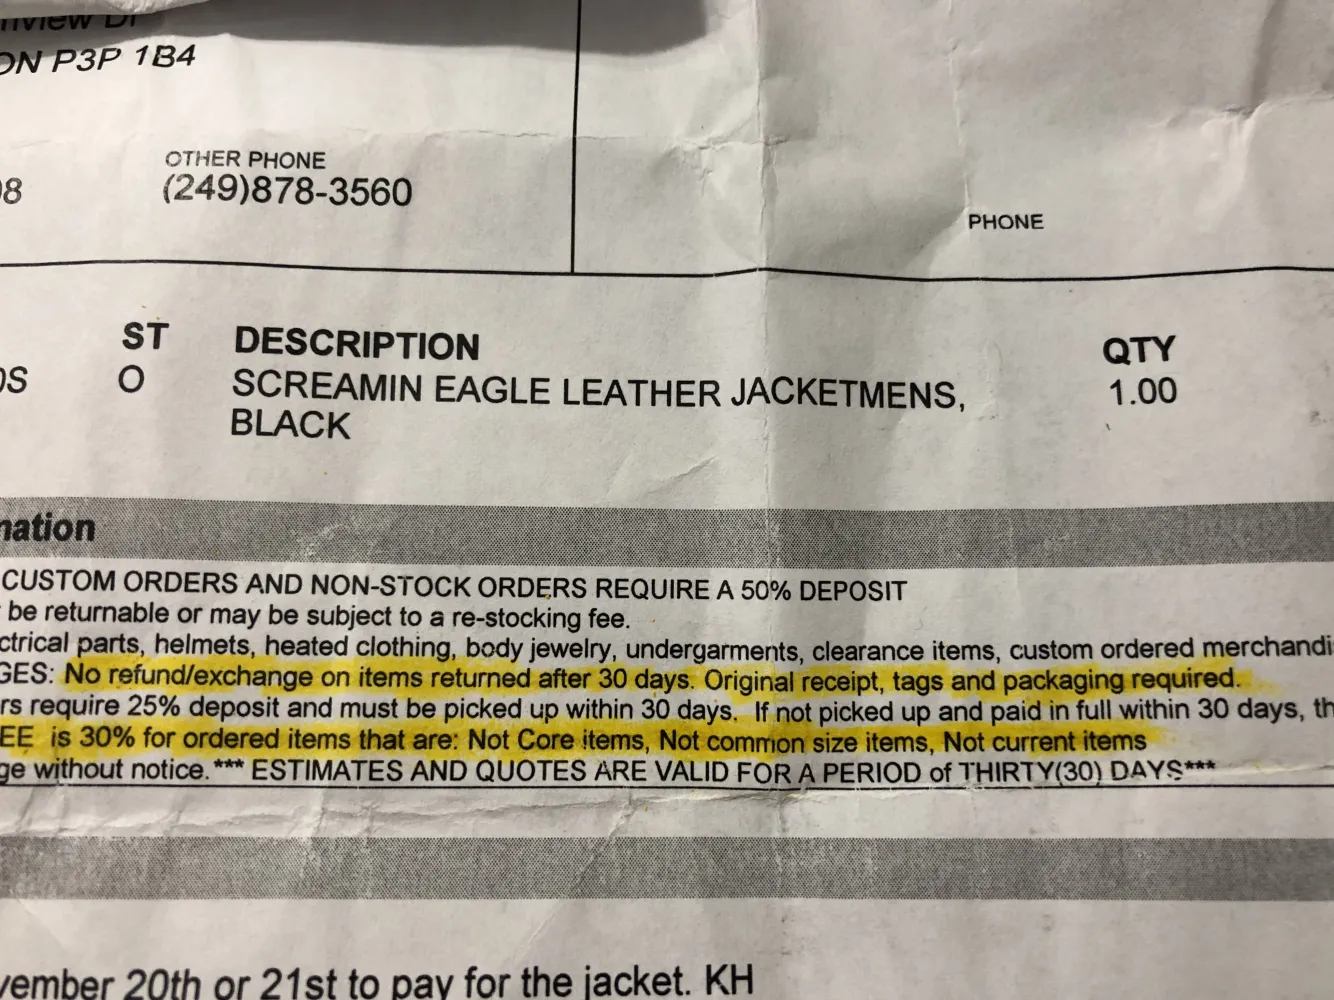 nview Dr
ON P3P 1B4
OTHER PHONE
08 (249)878-3560
PHONE
ST DESCRIPTION QTY
OS O SCREAMIN EAGLE LEATHER JACKETMENS, 1.00
BLACK
mation
CUSTOM ORDERS AND NON-STOCK ORDERS REQUIRE A 50% DEPOSIT
be returnable or may be subject to a re-stocking fee.
ctrical parts, helmets, heated clothing, body jewelry, undergarments, clearance items, custom ordered merchandi
GES: No refund/exchange on items returned after 30 days. Original receipt, tags and packaging required.
rs require 25% deposit and must be picked up within 30 days. If not picked up and paid in full within 30 days, th
EE is 30% for ordered items that are: Not Core items, Not common size items, Not current items
ge without notice.*** ESTIMATES AND QUOTES ARE VALID FOR A PERIOD of THIRTY(30) DAYS***
vember 20th or 21st to pay for the jacket. KH